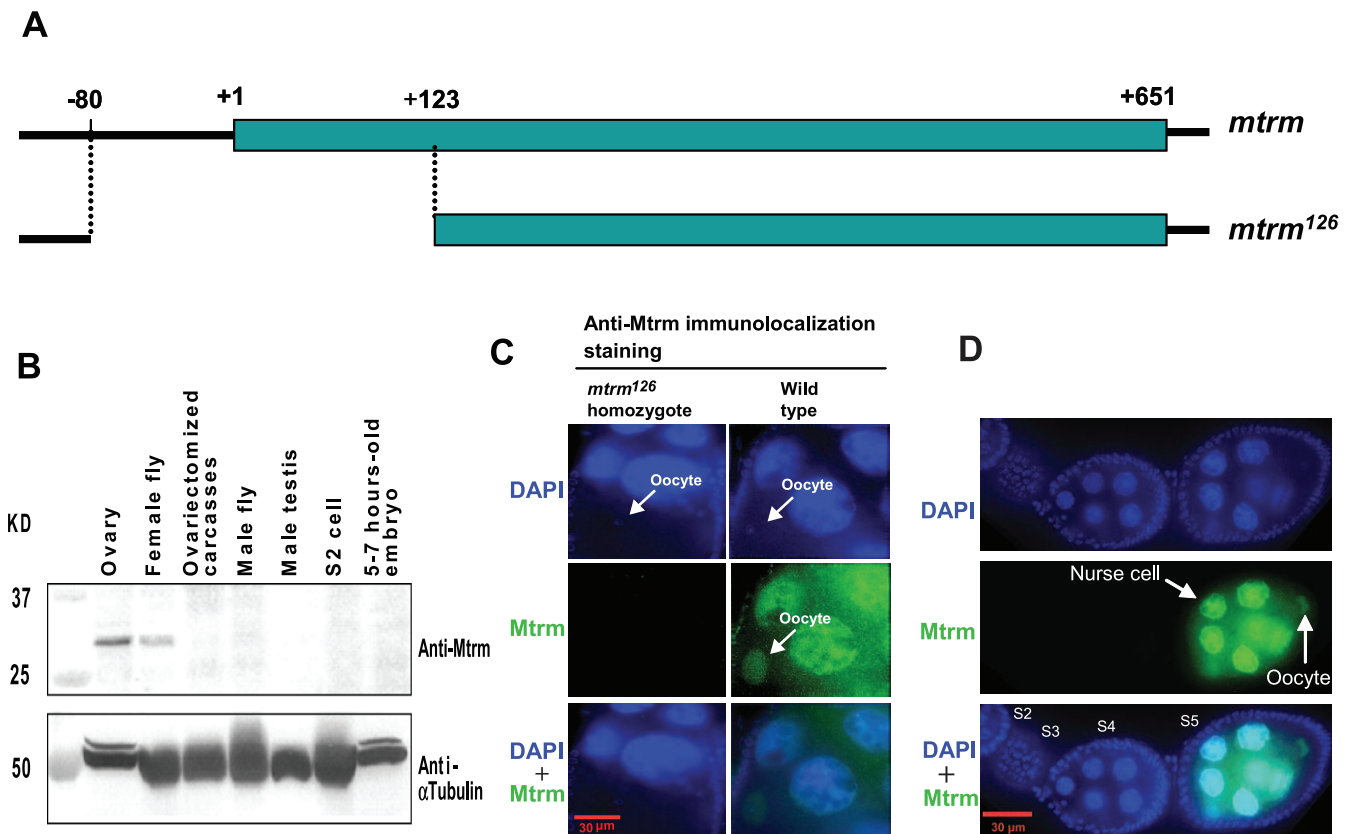 A
-80
+1
+123
+651
mtrm
mtrm126
B
KD
Ovary
Female fly
Ovariectomized
carcasses
Male fly
Male testis
S2 cell
5-7 hours-old
embryo
37
25
Anti-Mtrm
50
Anti-
αTubulin
C
Anti-Mtrm immunolocalization
staining
mtrm126
homozygote
Wild
type
DAPI
Oocyte
Oocyte
Mtrm
Oocyte
DAPI
+
Mtrm
30 µm
D
DAPI
Mtrm
Nurse cell
Oocyte
DAPI
+
Mtrm
S2
S3
S4
S5
30 µm